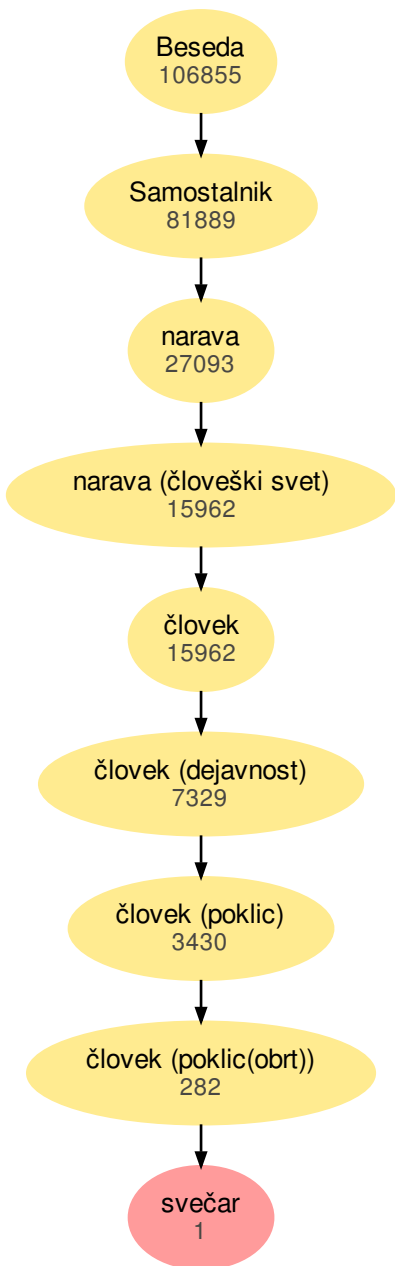 Beseda
106855
Samostalnik
81889
narava
27093
narava (človeški svet)
15962
človek
15962
človek (dejavnost)
7329
človek (poklic)
3430
človek (poklic(obrt))
282
svečar
1